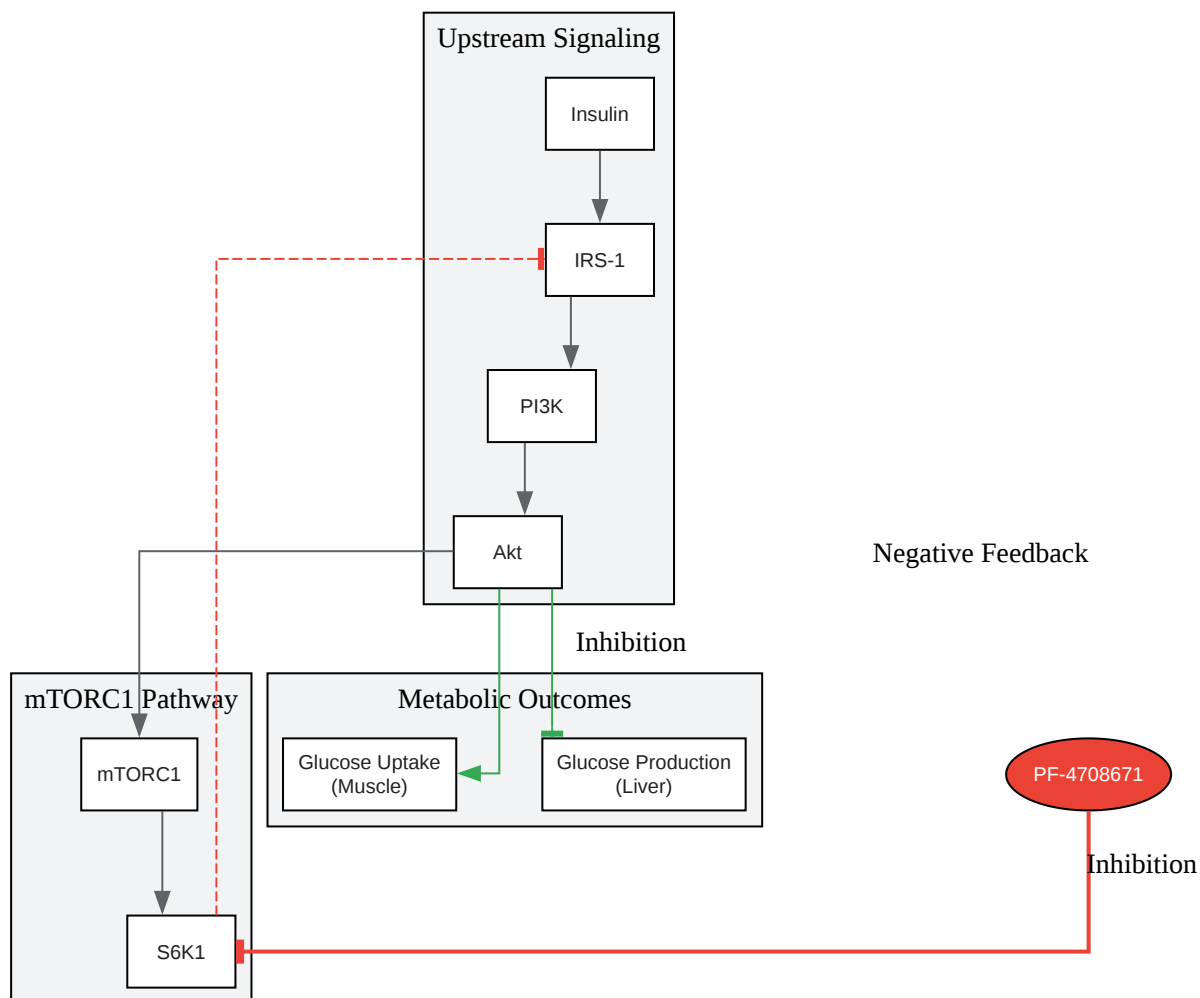 Upstream Signaling
Insulin
IRS-1
PI3K
Akt
Negative Feedback
Inhibition
mTORC1 Pathway
Metabolic Outcomes
mTORC1
Glucose Uptake
(Muscle)
Glucose Production
(Liver)
PF-4708671
Inhibition
S6K1